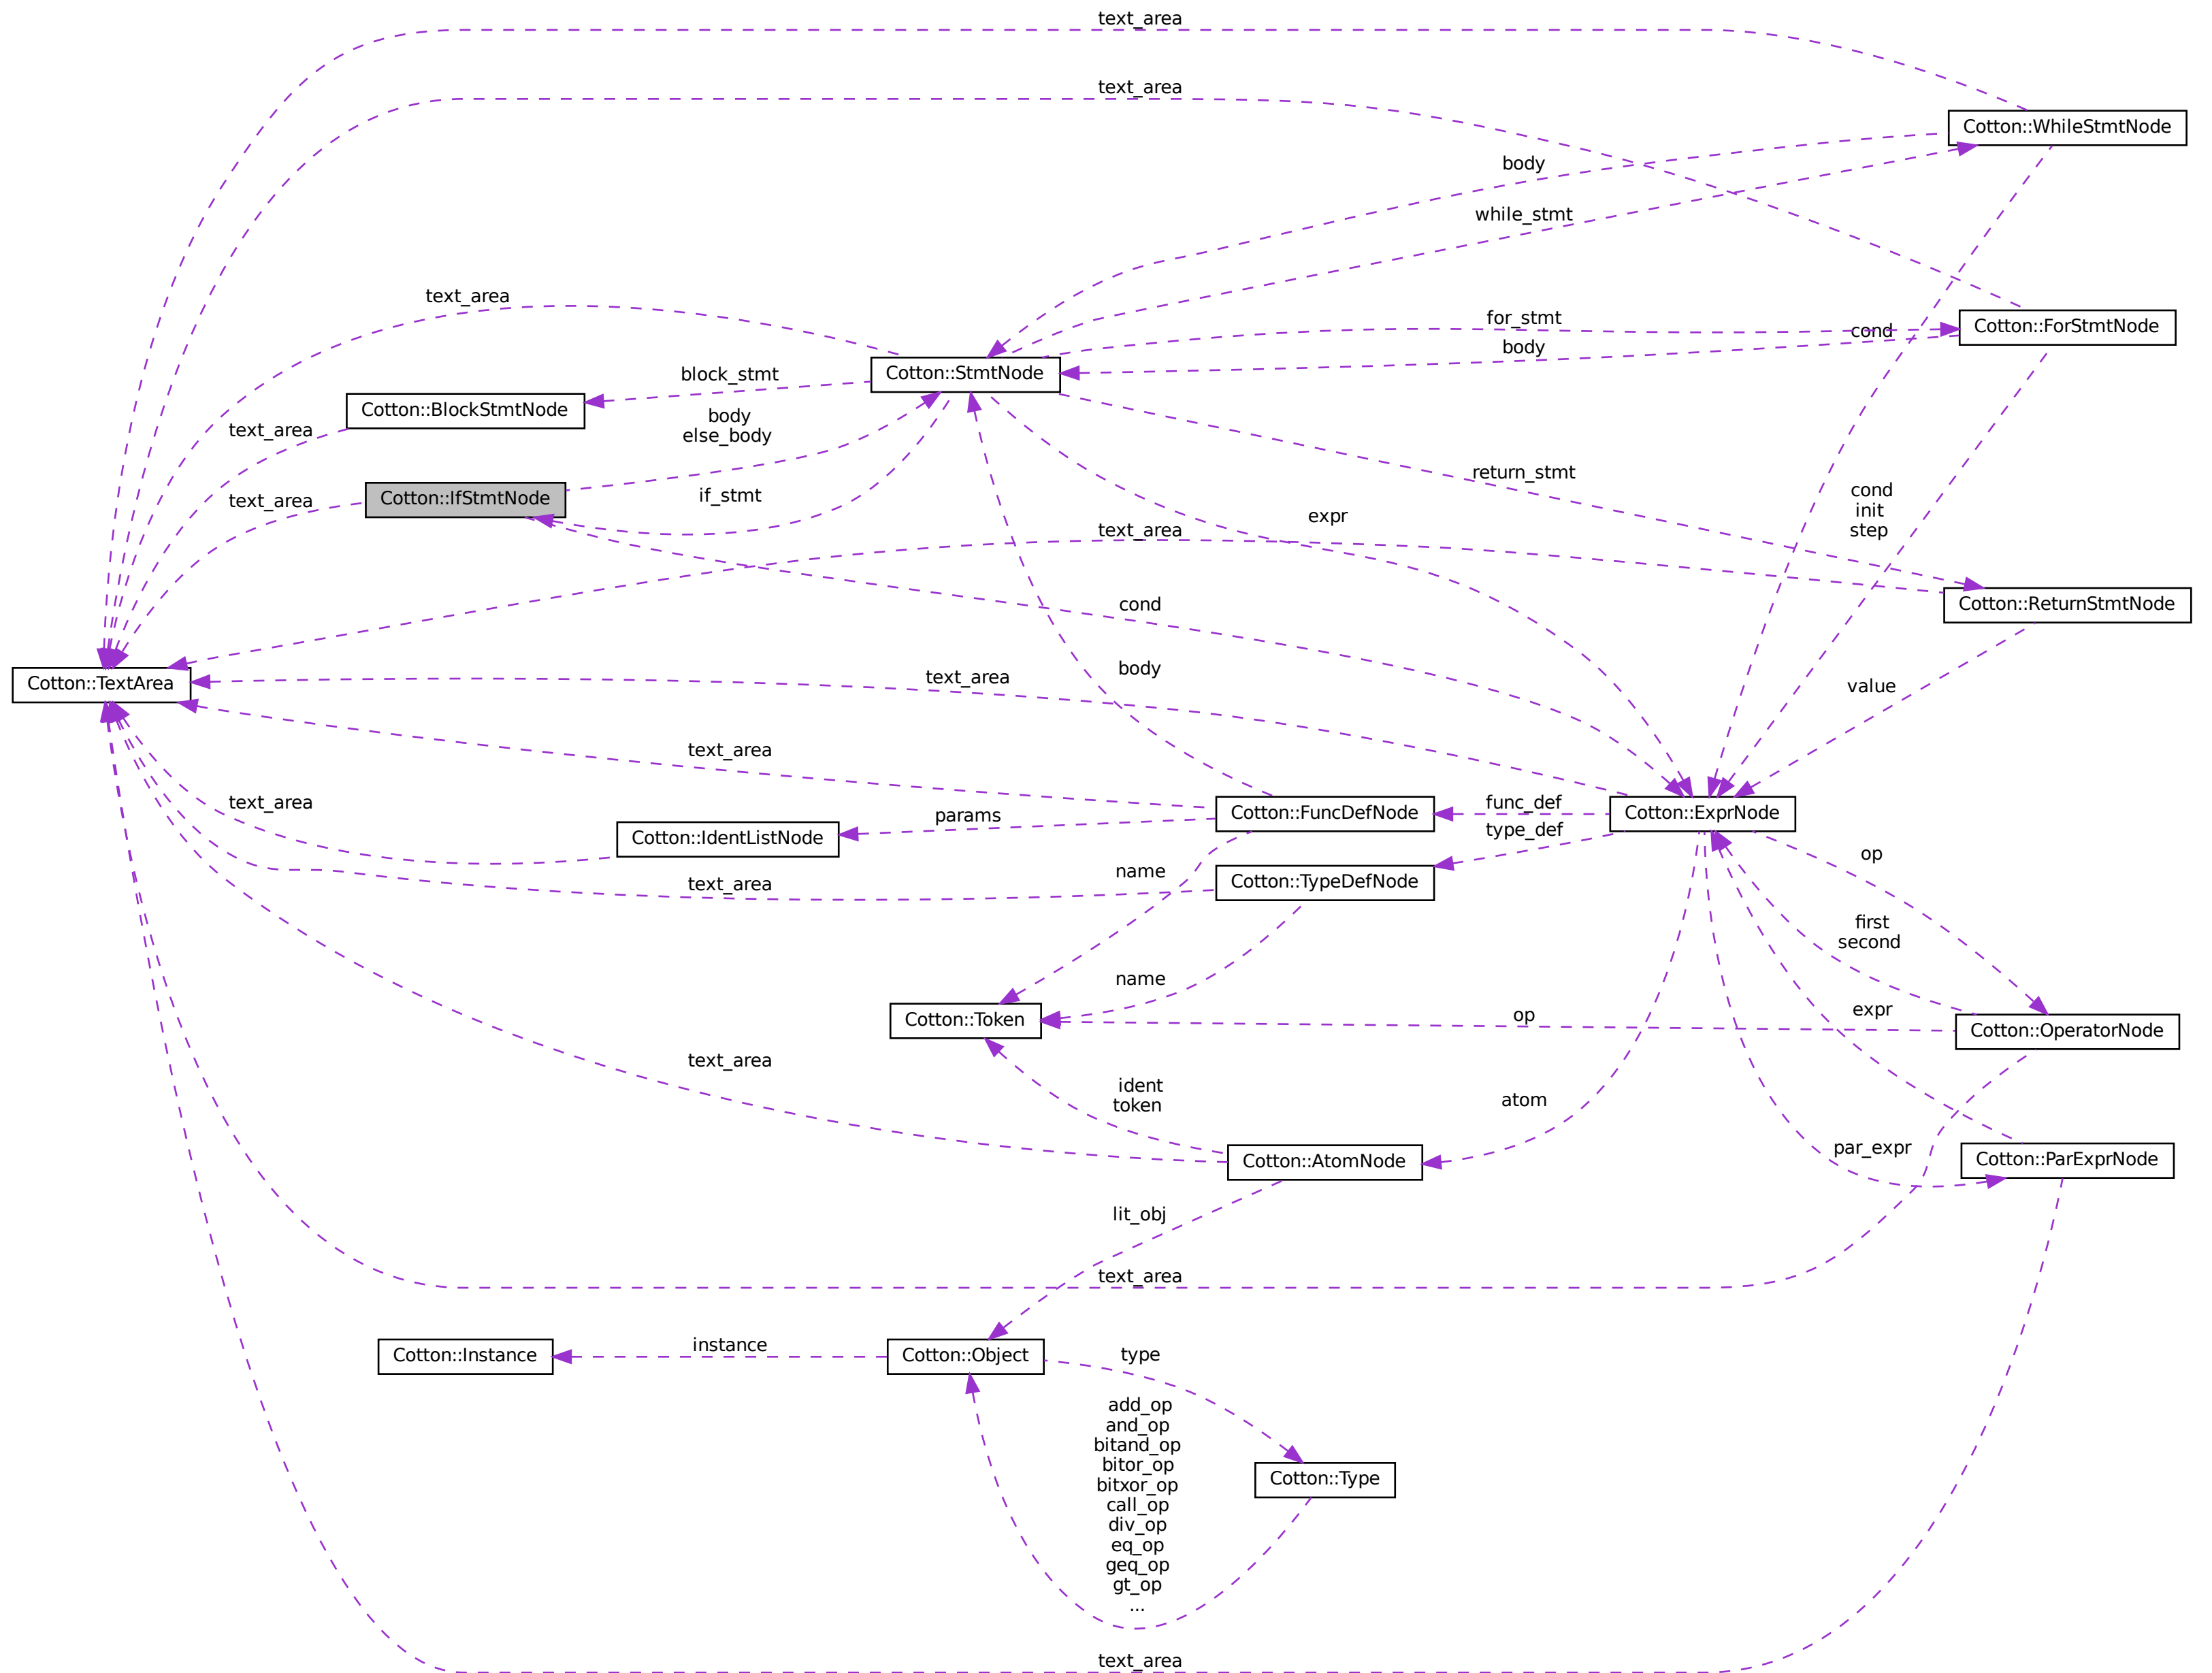 text_area
text_area
Cotton::WhileStmtNode
body
while_stmt
text_area
for_stmt
Cotton::ForStmtNode
cond
body
block_stmt
Cotton::StmtNode
Cotton::BlockStmtNode
body
else_body
text_area
return_stmt
cond
init
step
Cotton::IfStmtNode
text_area
if_stmt
expr
text_area
cond
Cotton::ReturnStmtNode
body
text_area
Cotton::TextArea
value
text_area
text_area
params
Cotton::FuncDefNode
func_def
Cotton::ExprNode
type_def
Cotton::IdentListNode
op
name
text_area
Cotton::TypeDefNode
first
second
name
Cotton::Token
op
expr
Cotton::OperatorNode
text_area
ident
token
atom
par_expr
Cotton::AtomNode
Cotton::ParExprNode
lit_obj
text_area
instance
Cotton::Instance
Cotton::Object
type
add_op
and_op
bitand_op
bitor_op
bitxor_op
call_op
div_op
eq_op
geq_op
gt_op
...
Cotton::Type
text_area